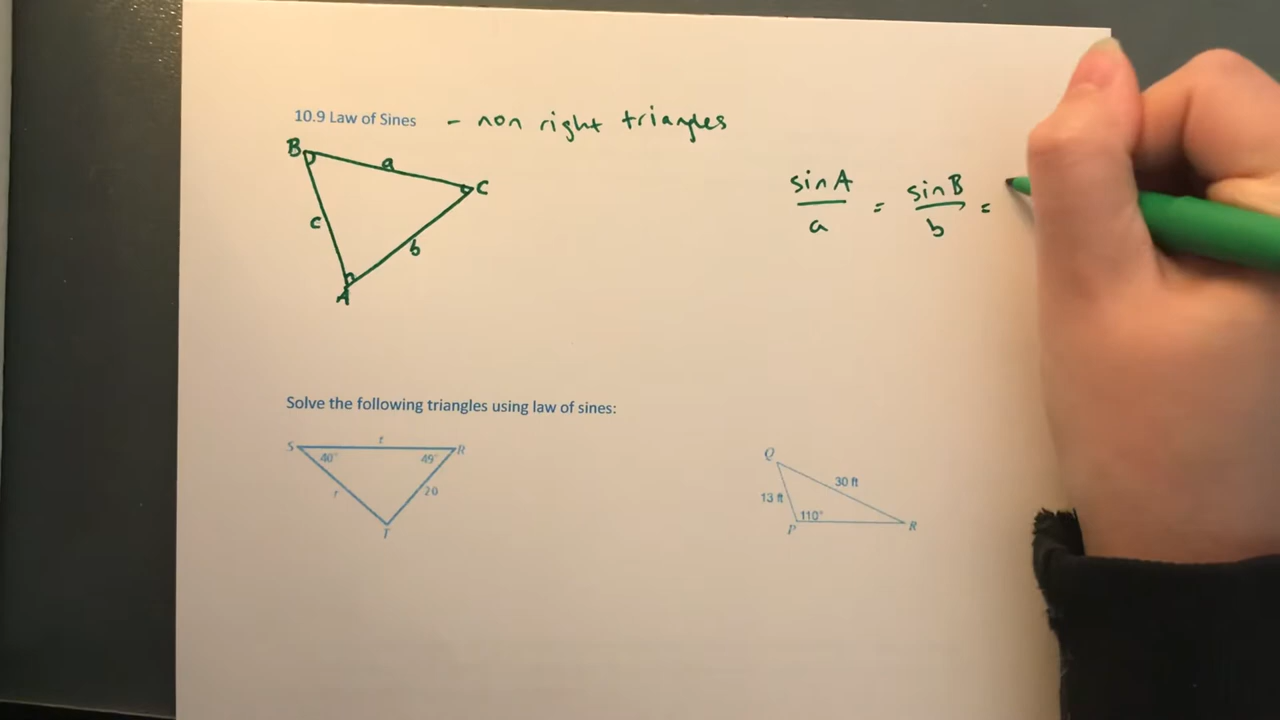 10.9 Law of Sines - non right triangles
B a C
c b
A
sin A / a = sin B / b =
Solve the following triangles using law of sines:
S t R
40° 49°
r 20
T
Q
30 ft
13 ft
110°
P R